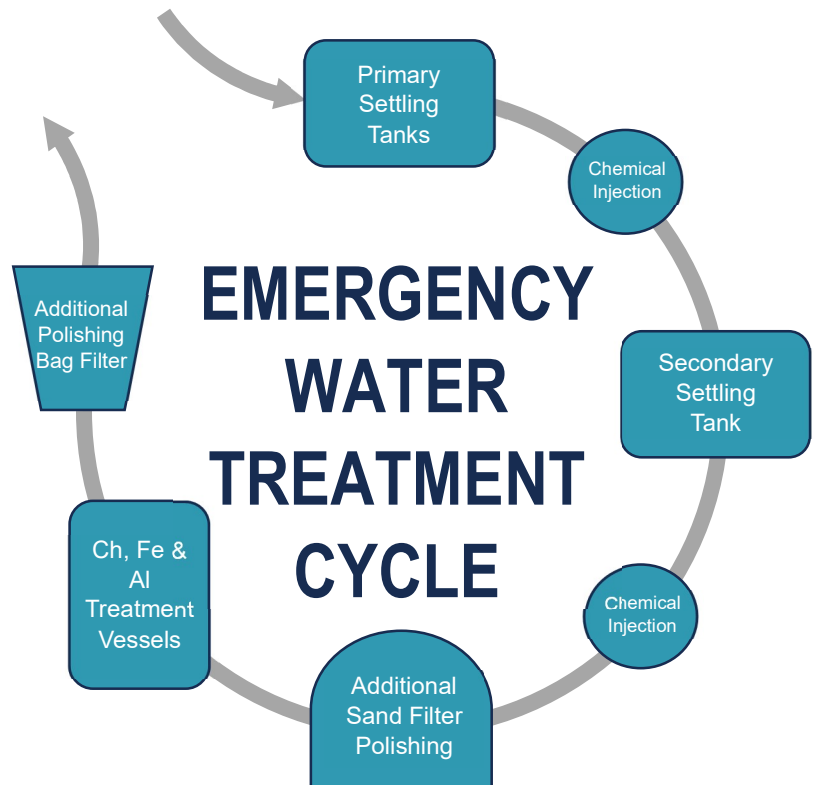 Primary
Settling
Tanks
Chemical
Injection
Secondary
Settling
Tank
Chemical
Injection
Additional
Sand Filter
Polishing
Ch, Fe &
Al
Treatment
Vessels
Additional
Polishing
Bag Filter
EMERGENCY
WATER
TREATMENT
CYCLE